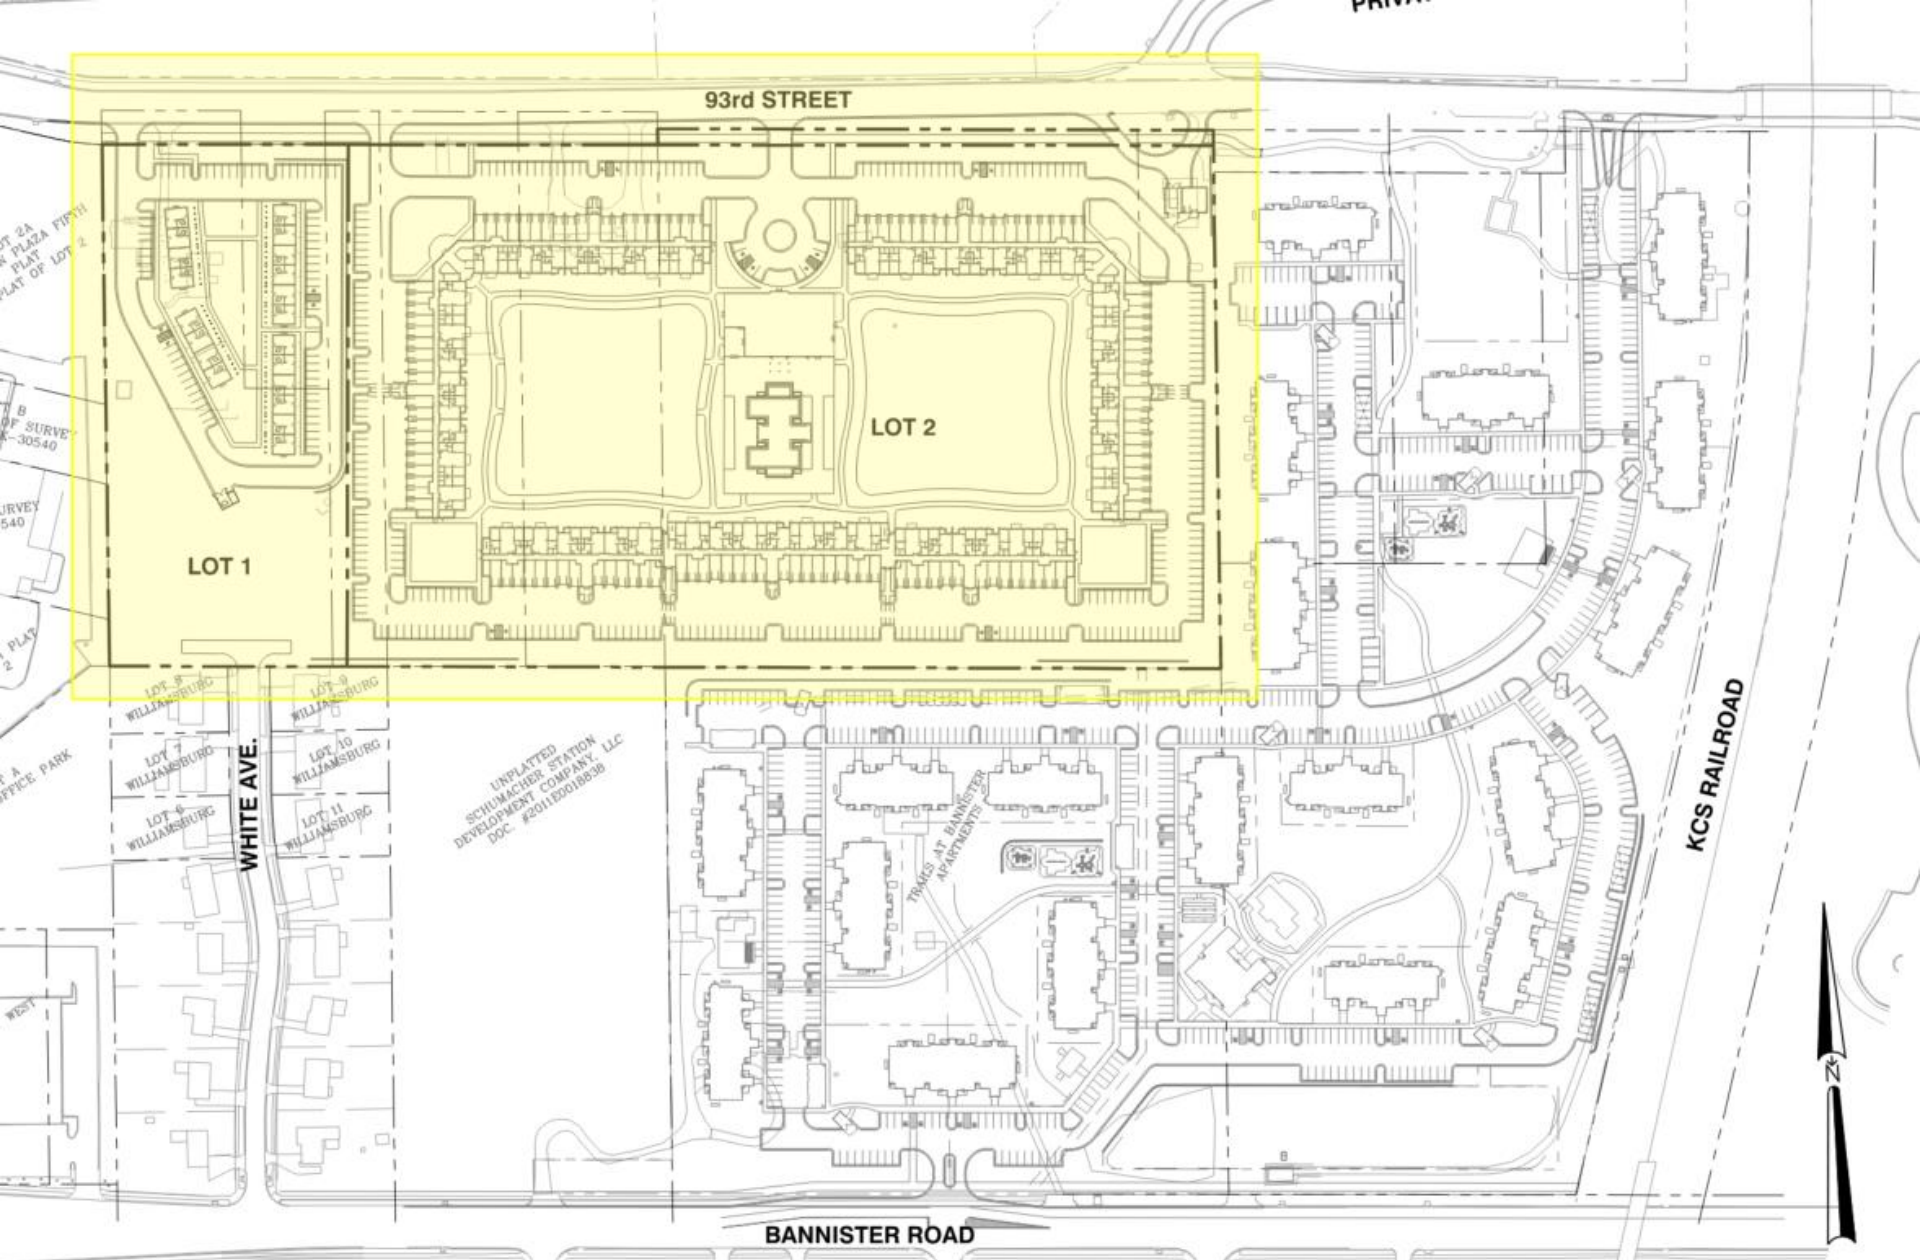 93rd STREET
OT 2A
N PLAZA FIFTH
PLAT
PLAT OF LOT 2
B
OF SURVEY
K-30540
URVEY
540
PLAT
2
LOT 1
LOT 2
LOT 8
WILLIAMSBURG
LOT 9
WILLIAMSBURG
LOT 7
WILLIAMSBURG
LOT 10
WILLIAMSBURG
LOT 6
WILLIAMSBURG
LOT 11
WILLIAMSBURG
WHITE AVE.
T A
OFFICE PARK
WEST
UNPLATTED
SCHUMACHER STATION
DEVELOPMENT COMPANY, LLC
DOC. #2011E0018838
TRAILS AT BANNISTER
APARTMENTS
KCS RAILROAD
N
BANNISTER ROAD